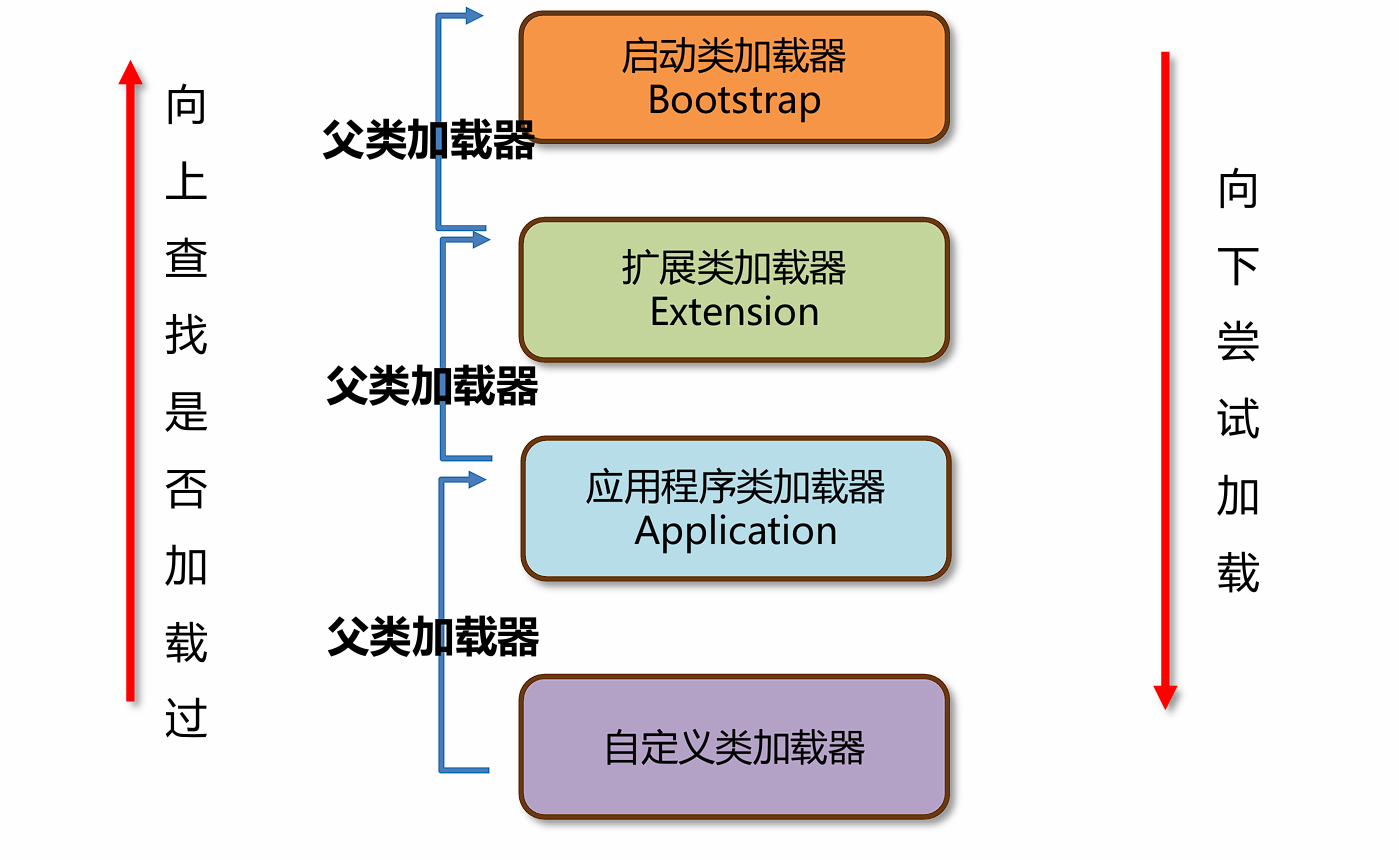 向上查找是否加载过
父类加载器
父类加载器
父类加载器
启动类加载器
Bootstrap
扩展类加载器
Extension
应用程序类加载器
Application
自定义类加载器
向下尝试加载